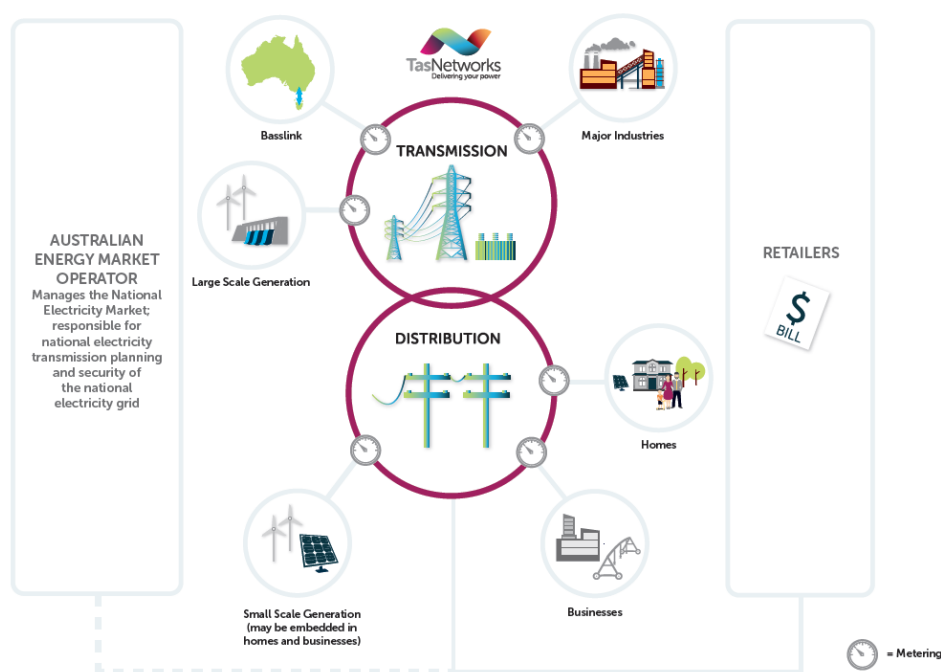 TasNetworks
Delivering your power
Basslink
Major Industries
TRANSMISSION
Large Scale Generation
AUSTRALIAN
ENERGY MARKET
OPERATOR
Manages the National
Electricity Market;
responsible for
national electricity
transmission planning
and security of
the national
electricity grid
RETAILERS
$
BILL
DISTRIBUTION
Homes
Small Scale Generation
(may be embedded in
homes and businesses)
Businesses
= Metering